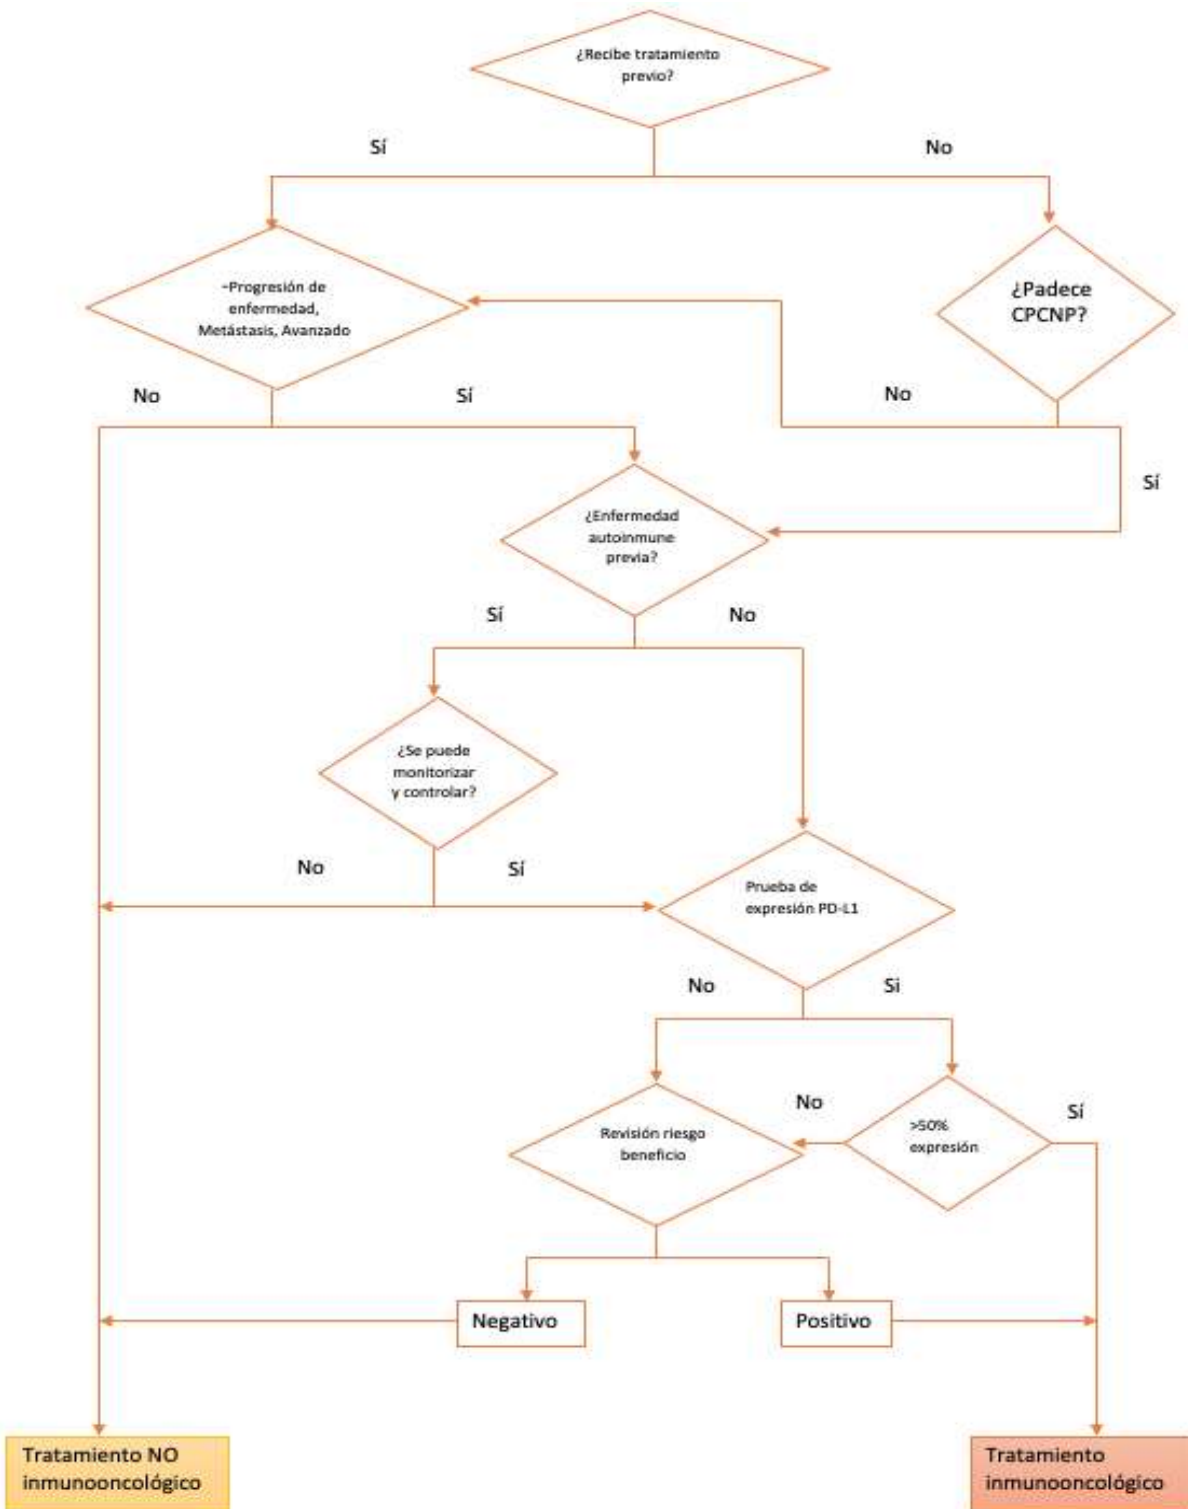 ¿Recibe tratamiento
previo?
Sí
No
~Progresión de
enfermedad,
Metástasis, Avanzado
¿Padece
CPCNP?
No
Sí
No
Sí
¿Enfermedad
autoinmune
previa?
Sí
No
¿Se puede
monitorizar
y controlar?
No
Sí
Prueba de
expresión PD-L1
No
Si
Revisión riesgo
beneficio
No
>50%
expresión
Sí
Negativo
Positivo
Tratamiento NO
inmunooncológico
Tratamiento
inmunooncológico